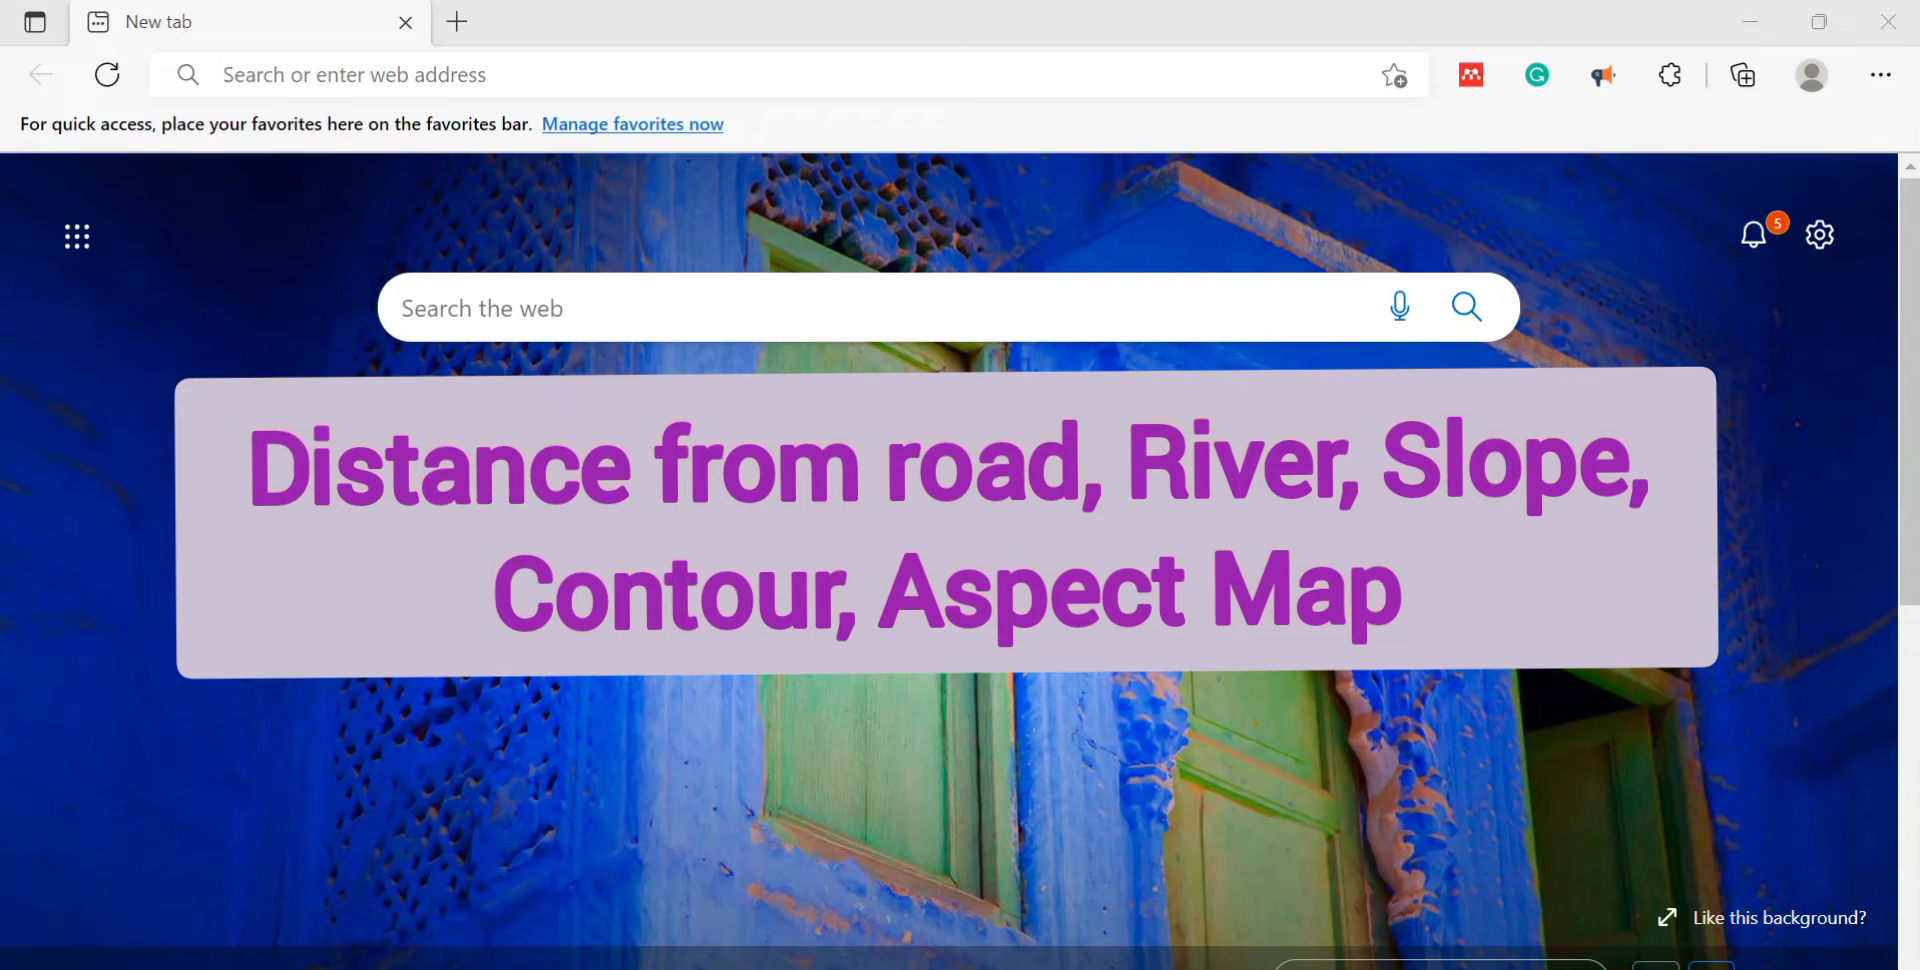 New tab
Search or enter web address
For quick access, place your favorites here on the favorites bar. Manage favorites now
5
Search the web
Distance from road, River, Slope,
Contour, Aspect Map
Like this background?